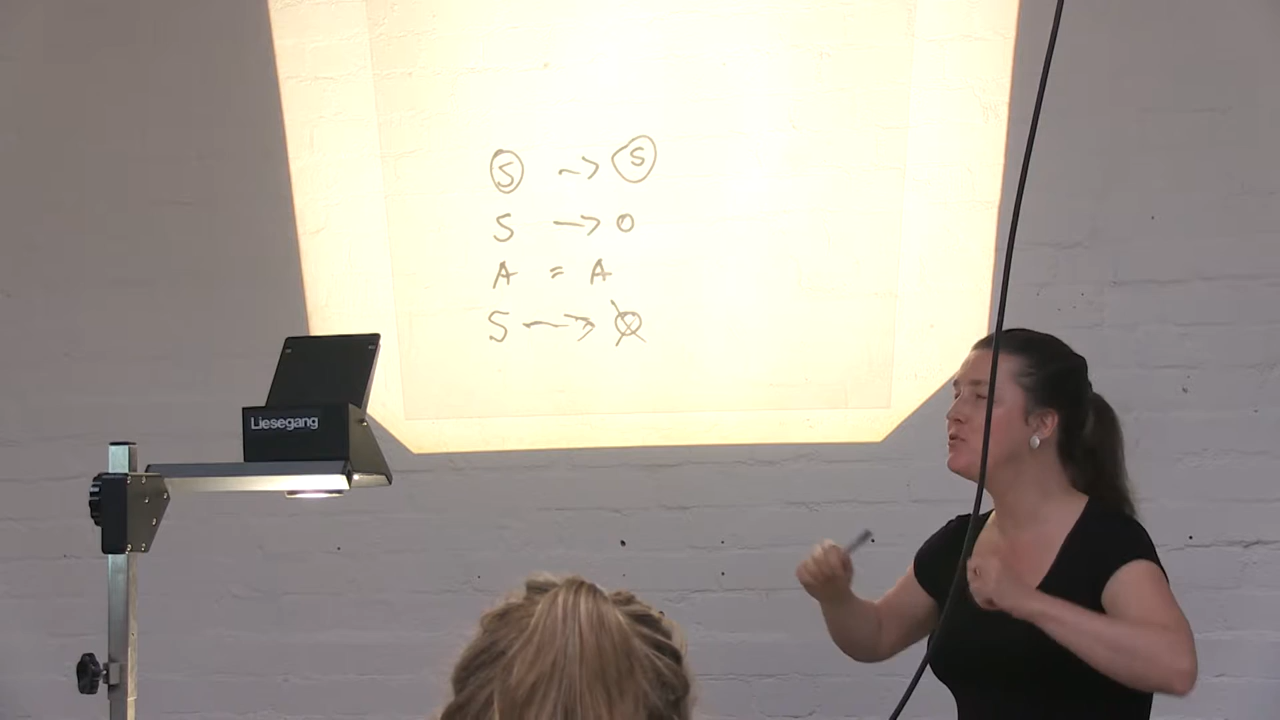 S → S
S → O
A = A
S → O
Liesegang